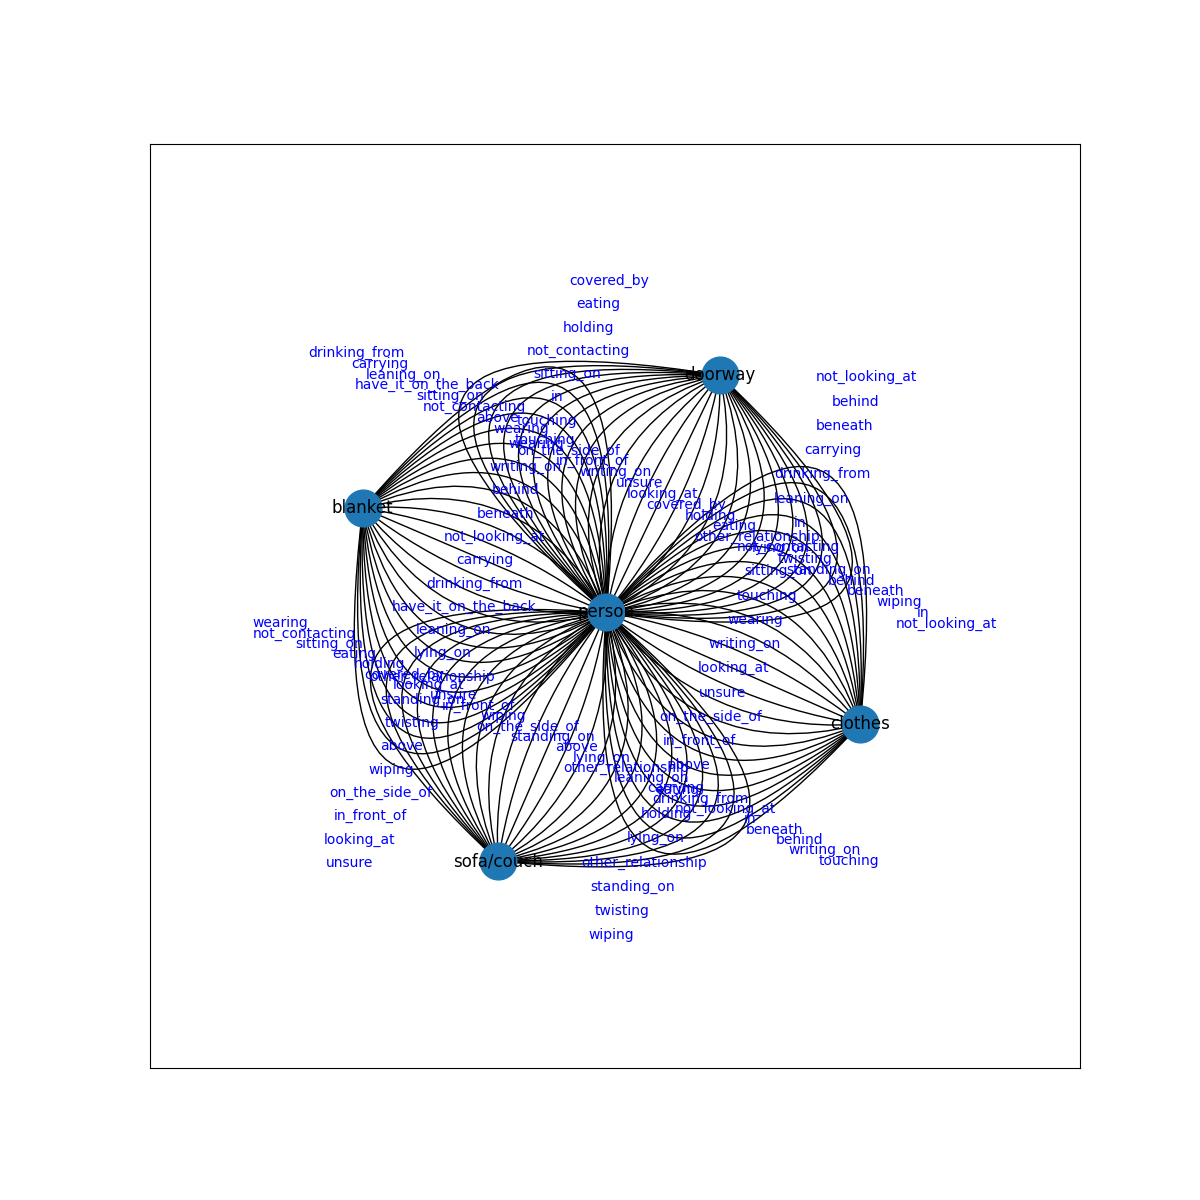 covered_by
eating
holding
not_contacting
drinking_from
carrying
sitting_on
leaning_on
doorway
not_looking_at
have_it_on_the_back
sitting_on
in
behind
not_contacting
above
touching
beneath
wearing
touching
wearing
on_the_side_of
carrying
in_front_of
writing_on
writing_on
drinking_from
unsure
behind
looking_at
leaning_on
blanket
covered_by
beneath
holding
in
eating
not_looking_at
other_relationship
not_contacting
lying_on
carrying
twisting
sitting_on
standing_on
drinking_from
behind
beneath
touching
wiping
have_it_on_the_back
person
in
wearing
wearing
not_looking_at
leaning_on
not_contacting
sitting_on
writing_on
eating
lying_on
holding
looking_at
covered_by
other_relationship
looking_at
unsure
unsure
standing_on
in_front_of
wiping
on_the_side_of
twisting
on_the_side_of
clothes
standing_on
in_front_of
above
above
lying_on
above
wiping
other_relationship
leaning_on
carrying
eating
on_the_side_of
drinking_from
not_looking_at
in_front_of
holding
in
beneath
looking_at
lying_on
behind
writing_on
unsure
sofa/couch
other_relationship
touching
standing_on
twisting
wiping